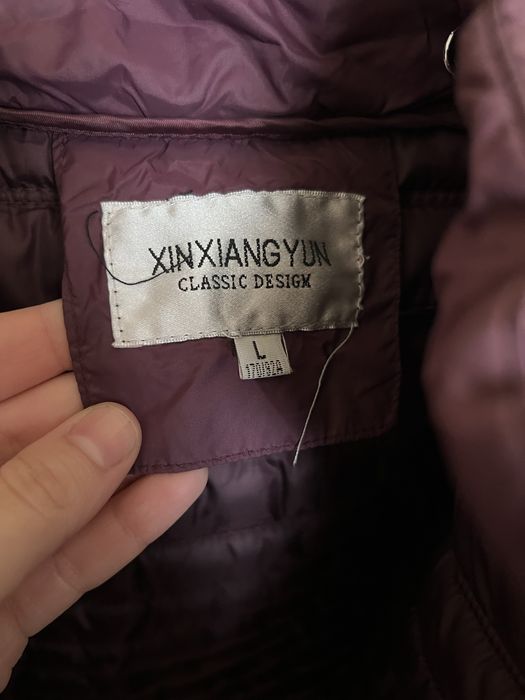 XINXIANGYUN
CLASSIC DESIGN
L
170/92A